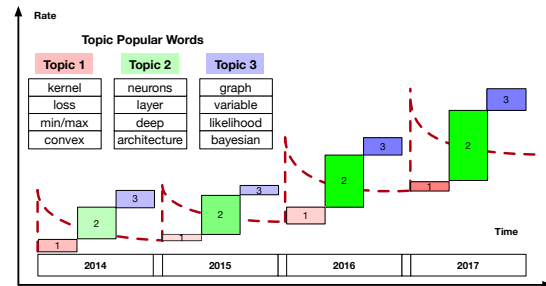 Rate
Topic Popular Words
Topic 1 Topic 2 Topic 3
kernel neurons graph
loss layer variable
min/max deep likelihood
convex architecture bayesian
1 2 3
1 2 3
1 2 3
1 2 3
Time
2014 2015 2016 2017